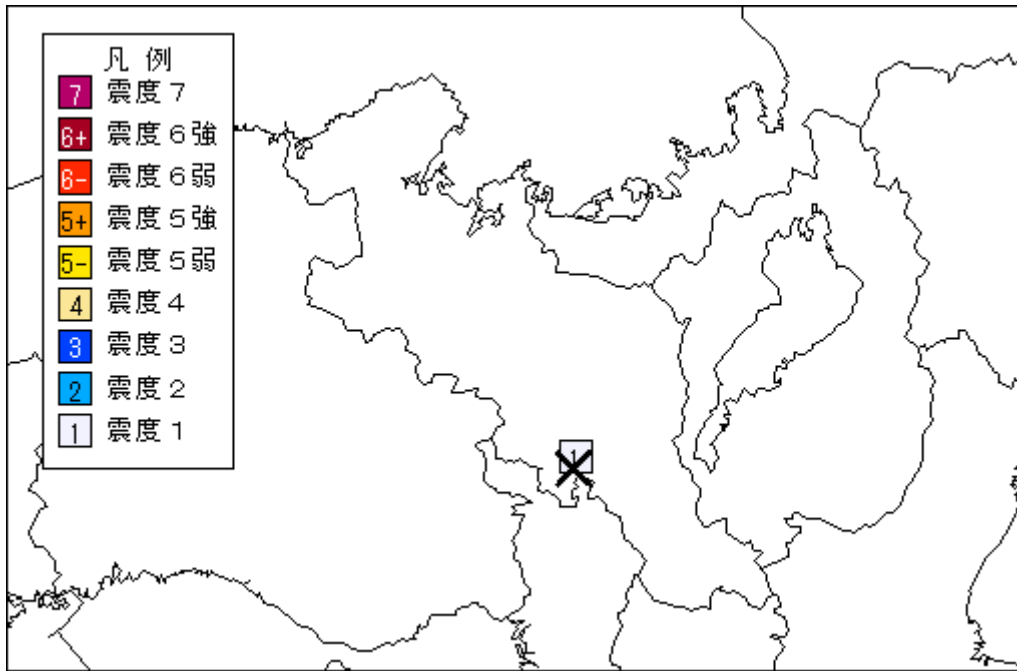 凡 例
7 震度７
6+ 震度６強
6- 震度６弱
5+ 震度５強
5- 震度５弱
4 震度４
3 震度３
2 震度２
1 震度１
1